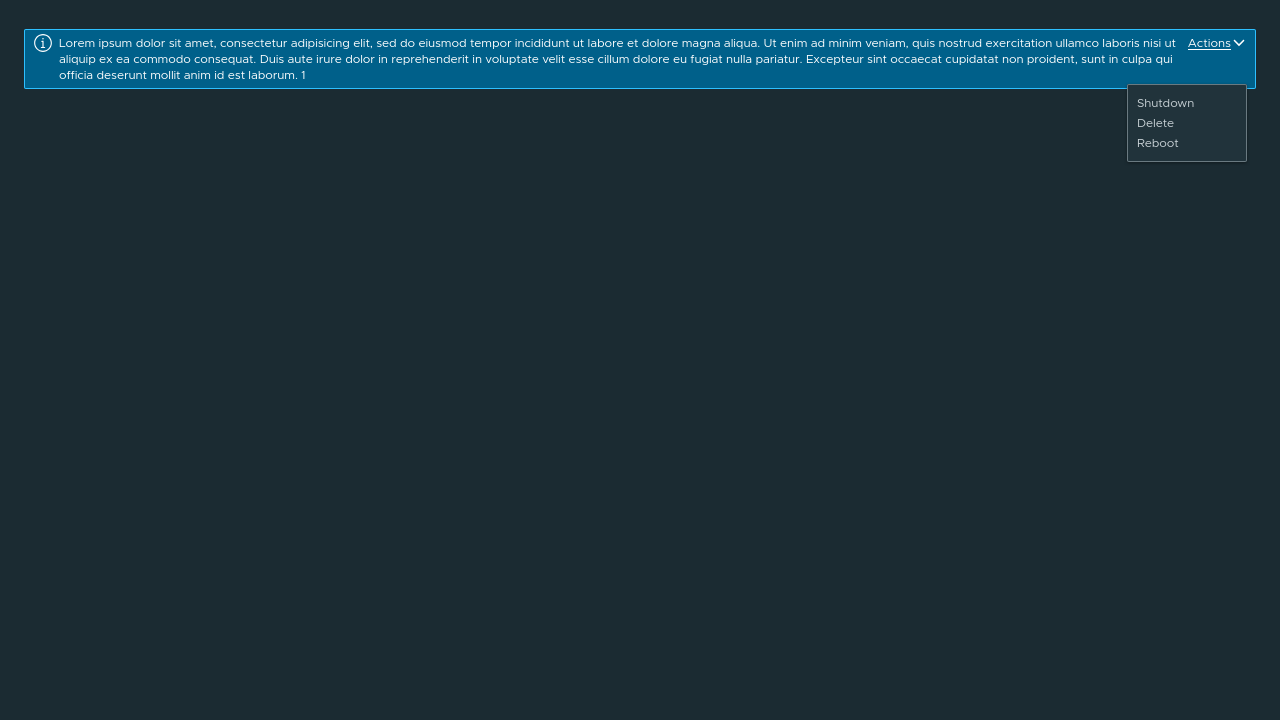 Lorem ipsum dolor sit amet, consectetur adipisicing elit, sed do eiusmod tempor incididunt ut labore et dolore magna aliqua. Ut enim ad minim veniam, quis nostrud exercitation ullamco laboris nisi ut
aliquip ex ea commodo consequat. Duis aute irure dolor in reprehenderit in voluptate velit esse cillum dolore eu fugiat nulla pariatur. Excepteur sint occaecat cupidatat non proident, sunt in culpa qui
officia deserunt mollit anim id est laborum. 1
Actions
Shutdown
Delete
Reboot